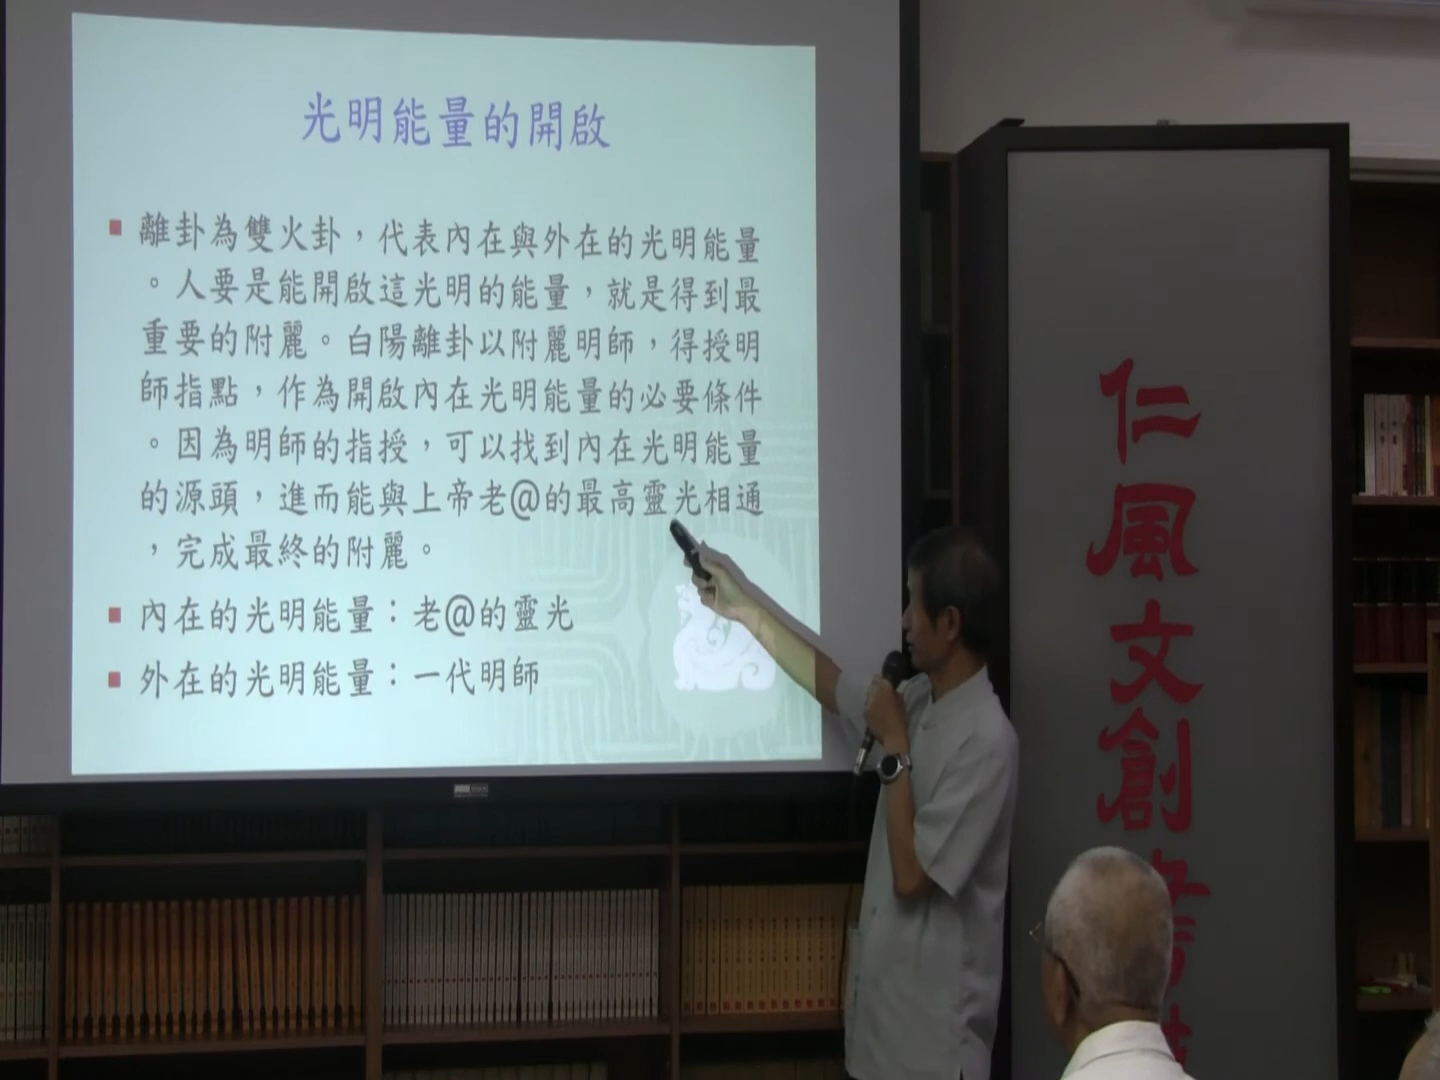 光明能量的開啟
離卦為雙火卦，代表內在與外在的光明能量
。人要是能開啟這光明的能量，就是得到最
重要的附麗。白陽離卦以附麗明師，得授明
師指點，作為開啟內在光明能量的必要條件
。因為明師的指授，可以找到內在光明能量
的源頭，進而能與上帝老@的最高靈光相通
，完成最終的附麗。
內在的光明能量：老@的靈光
外在的光明能量：一代明師
仁風文創